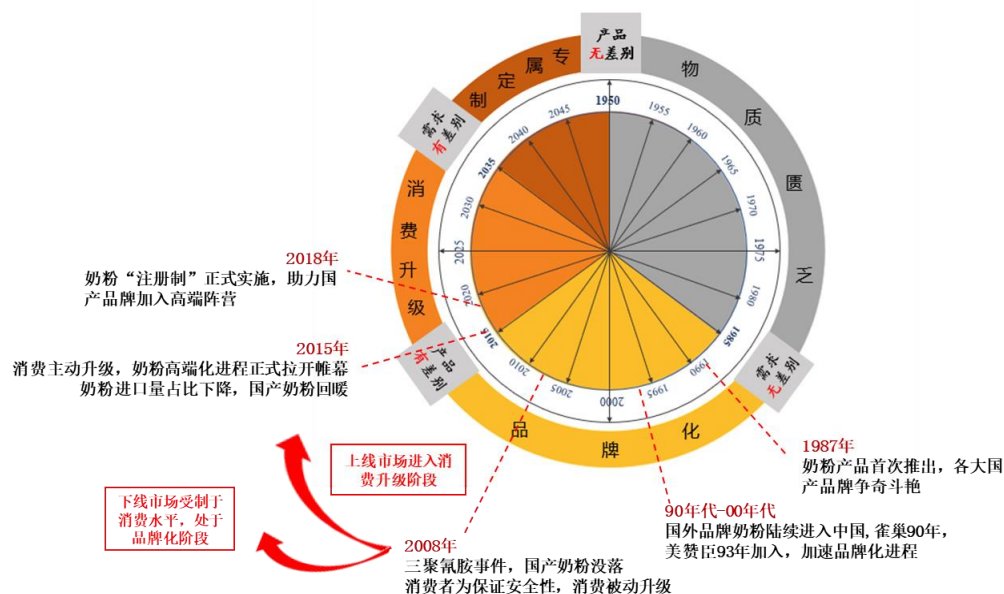 产品
无差别
物质匮乏
需求
无差别
品牌化
产品
有差别
消费升级
需求
有差别
专属定制
1950
1955
1960
1965
1970
1975
1980
1985
1990
1995
2000
2005
2010
2015
2020
2025
2030
2035
2040
2045
2018年
奶粉“注册制”正式实施，助力国
产品牌加入高端阵营
2015年
消费主动升级，奶粉高端化进程正式拉开帷幕
奶粉进口量占比下降，国产奶粉回暖
上线市场进入消
费升级阶段
下线市场受制于
消费水平，处于
品牌化阶段
2008年
三聚氰胺事件，国产奶粉没落
消费者为保证安全性，消费被动升级
90年代-00年代
国外品牌奶粉陆续进入中国,雀巢90年，
美赞臣93年加入，加速品牌化进程
1987年
奶粉产品首次推出，各大国
产品牌争奇斗艳